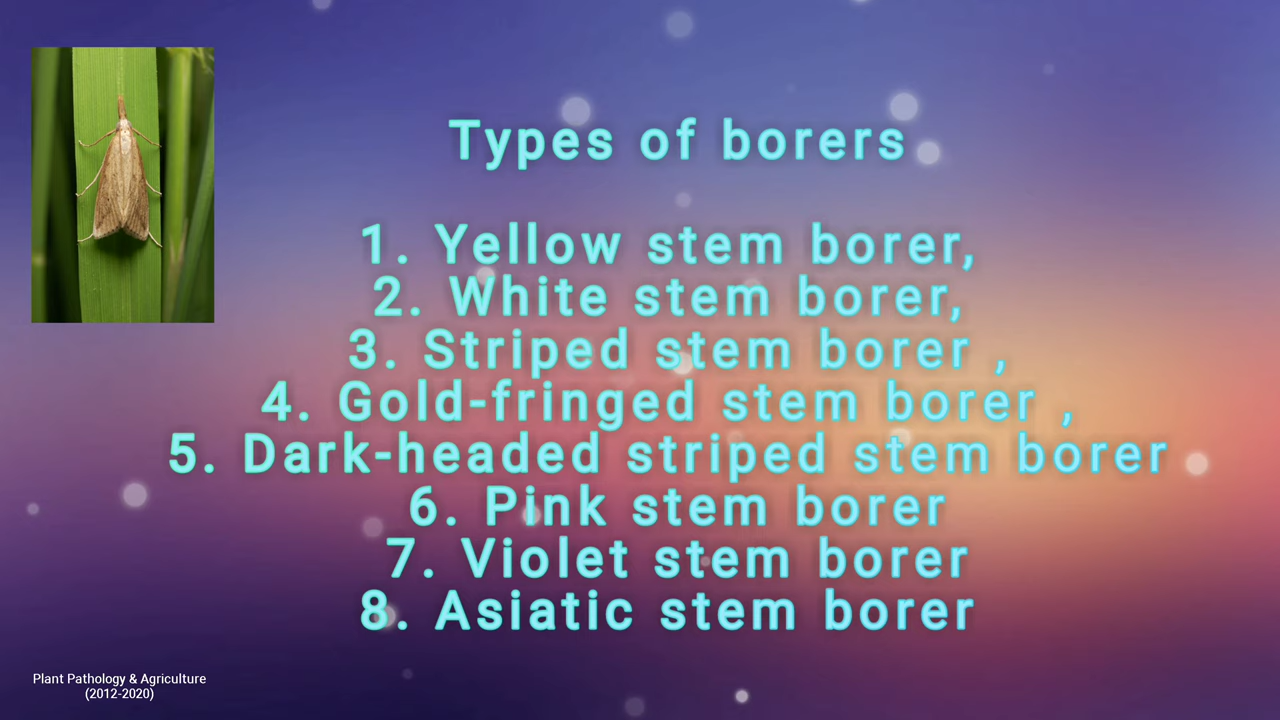 Types of borers
1. Yellow stem borer,
2. White stem borer,
3. Striped stem borer ,
4. Gold-fringed stem borer ,
5. Dark-headed striped stem borer
6. Pink stem borer
7. Violet stem borer
8. Asiatic stem borer
Plant Pathology & Agriculture
(2012-2020)